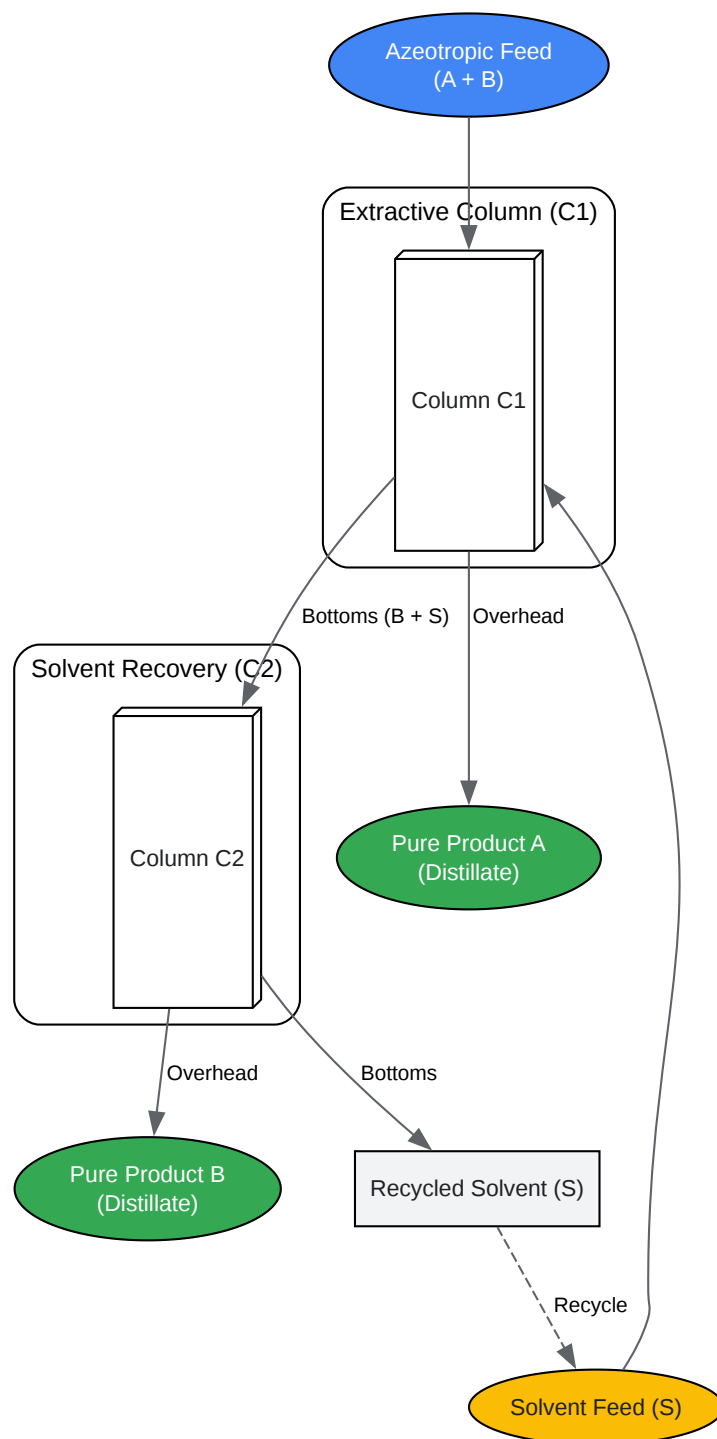 Azeotropic Feed
(A + B)
Extractive Column (C1)
Column C1
Bottoms (B + S)
Overhead
Solvent Recovery (C2)
Column C2
Pure Product A
(Distillate)
Overhead
Bottoms
Pure Product B
(Distillate)
Recycled Solvent (S)
Recycle
Solvent Feed (S)